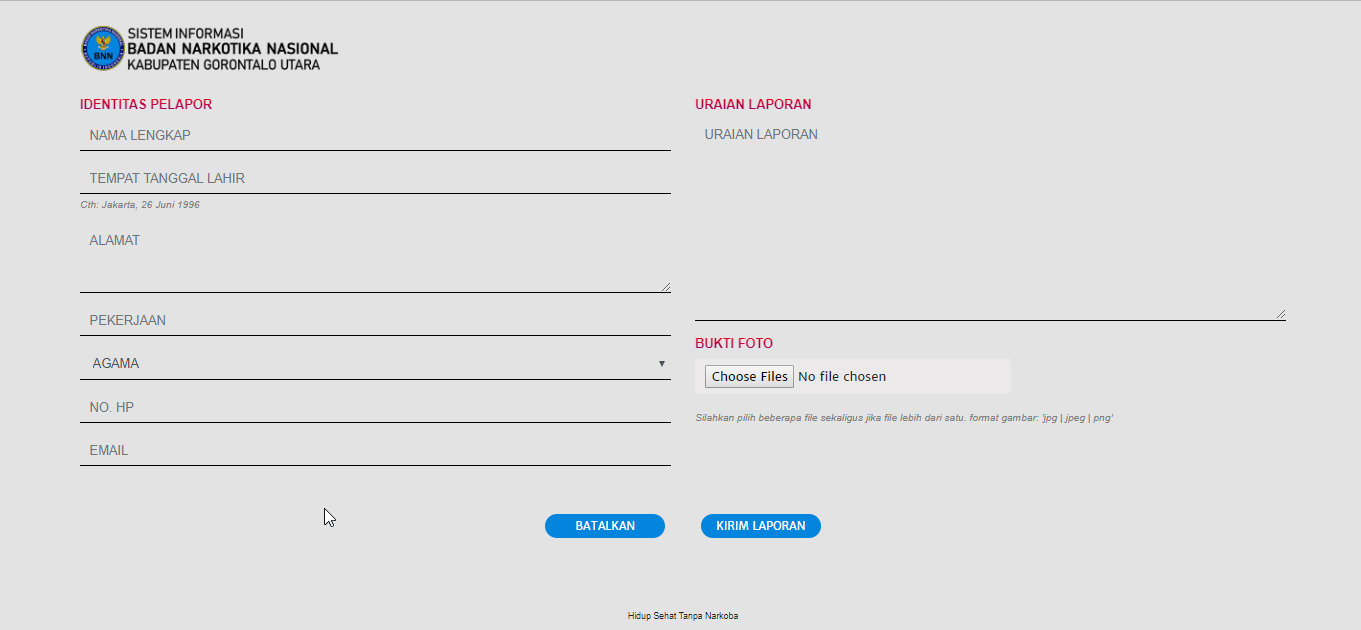 BNN
SISTEM INFORMASI
BADAN NARKOTIKA NASIONAL
KABUPATEN GORONTALO UTARA
IDENTITAS PELAPOR
NAMA LENGKAP
TEMPAT TANGGAL LAHIR
Cth: Jakarta, 26 Juni 1996
ALAMAT
PEKERJAAN
AGAMA
NO. HP
EMAIL
URAIAN LAPORAN
URAIAN LAPORAN
BUKTI FOTO
Choose Files No file chosen
Silahkan pilih beberapa file sekaligus jika file lebih dari satu. format gambar: 'jpg | jpeg | png'
BATALKAN
KIRIM LAPORAN
Hidup Sehat Tanpa Narkoba